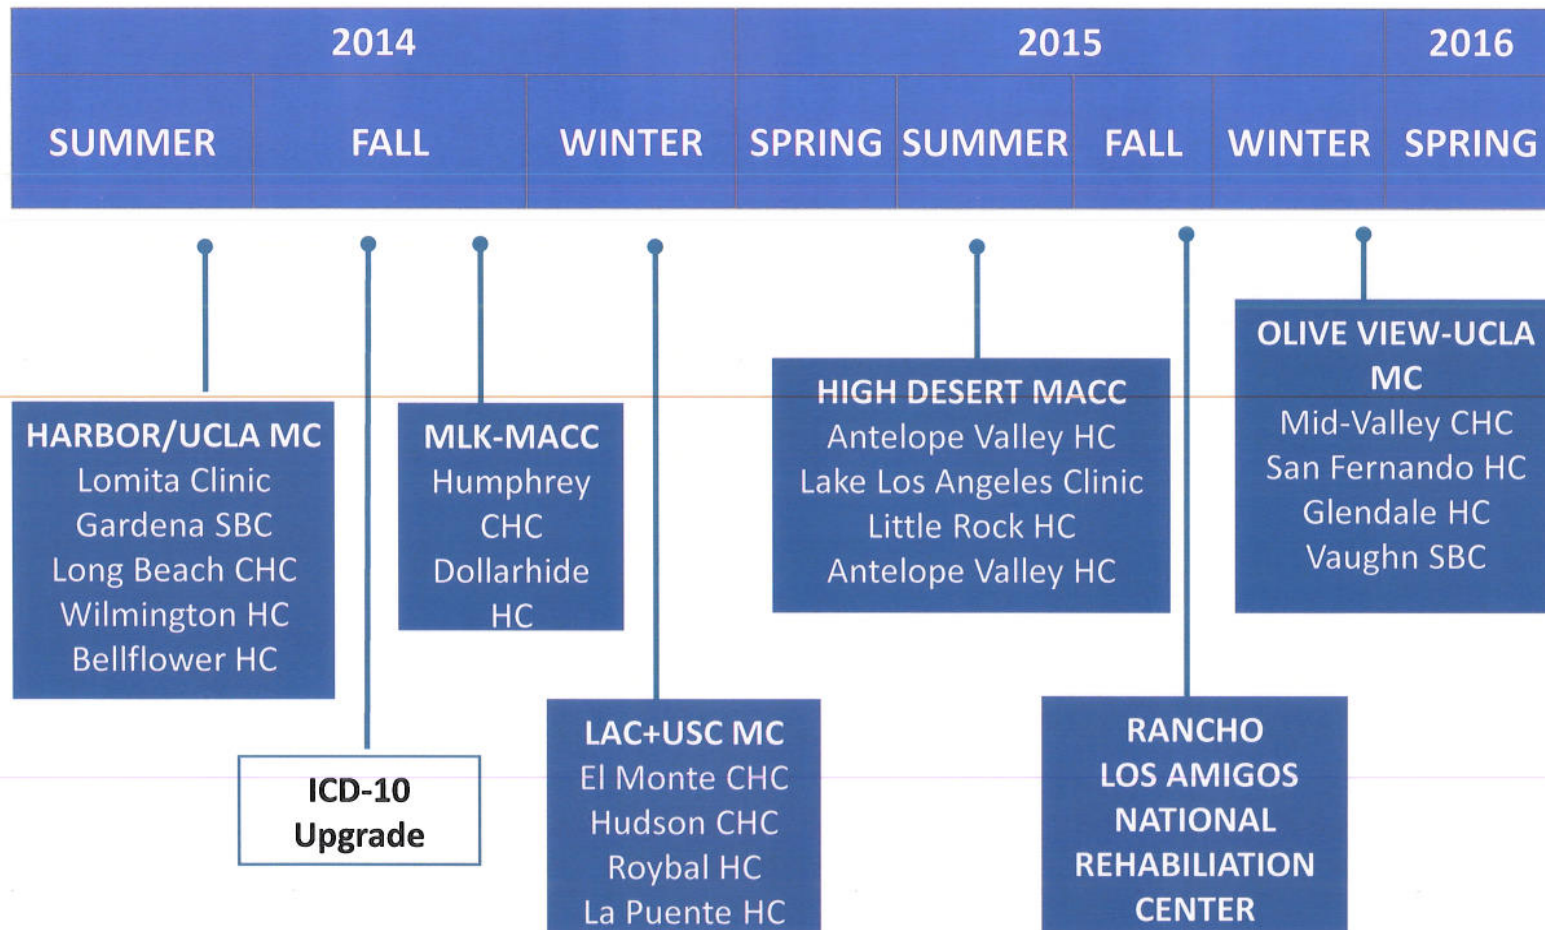 2014
2015
2016
SUMMER
FALL
WINTER
SPRING
SUMMER
FALL
WINTER
SPRING
HARBOR/UCLA MC
Lomita Clinic
Gardena SBC
Long Beach CHC
Wilmington HC
Bellflower HC
ICD-10
Upgrade
MLK-MACC
Humphrey
CHC
Dollarhide
HC
LAC+USC MC
El Monte CHC
Hudson CHC
Roybal HC
La Puente HC
HIGH DESERT MACC
Antelope Valley HC
Lake Los Angeles Clinic
Little Rock HC
Antelope Valley HC
RANCHO
LOS AMIGOS
NATIONAL
REHABILIATION
CENTER
OLIVE VIEW-UCLA
MC
Mid-Valley CHC
San Fernando HC
Glendale HC
Vaughn SBC